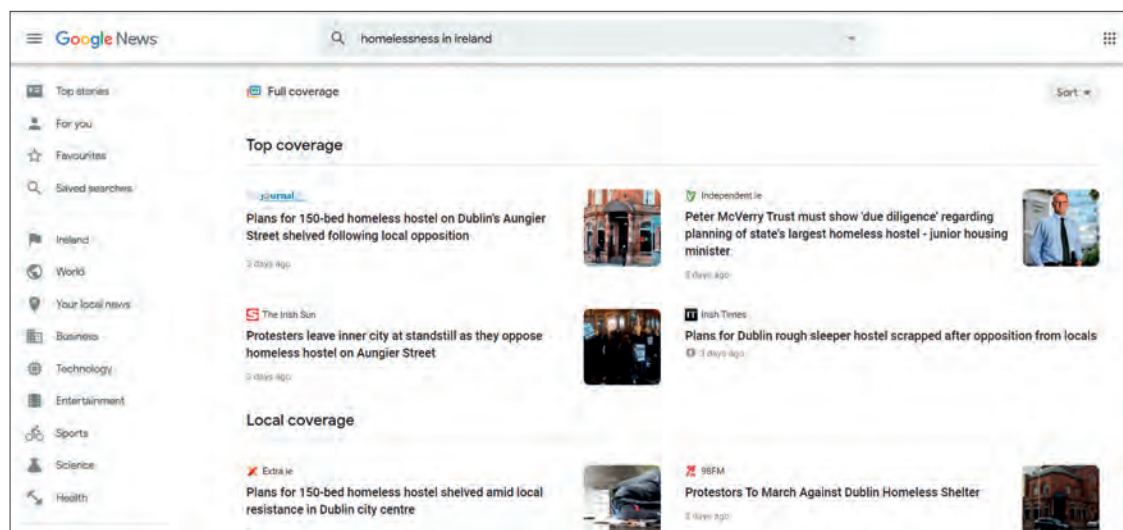 Google News
homelessness in Ireland
Top stories
For you
Favourites
Saved searches
Ireland
World
Your local news
Business
Technology
Entertainment
Sports
Science
Health
Full coverage
Sort
Top coverage
journal
Plans for 150-bed homeless hostel on Dublin's Aungier
Street shelved following local opposition
3 days ago
Independent.ie
Peter McVerry Trust must show 'due diligence' regarding
planning of state's largest homeless hostel - junior housing
minister
3 days ago
The Irish Sun
Protesters leave inner city at standstill as they oppose
homeless hostel on Aungier Street
3 days ago
Irish Times
Plans for Dublin rough sleeper hostel scrapped after opposition from locals
3 days ago
Local coverage
Extra.ie
Plans for 150-bed homeless hostel shelved amid local
resistance in Dublin city centre
98FM
Protestors To March Against Dublin Homeless Shelter
3 days ago